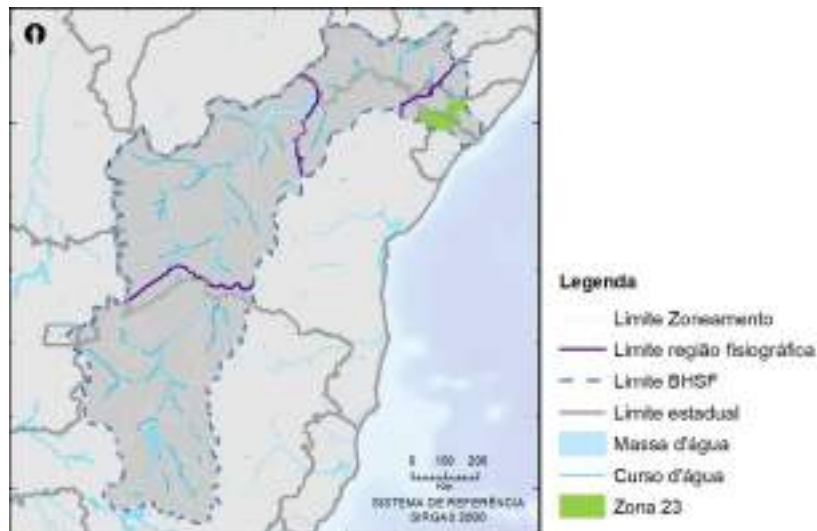 Legenda
Limite Zoneamento
Limite região fisiográfica
Limite BHSF
Limite estadual
Massa d'água
Curso d'água
Zona 23
0 100 200
Km
SISTEMA DE REFERÊNCIA
SIRGAS 2000